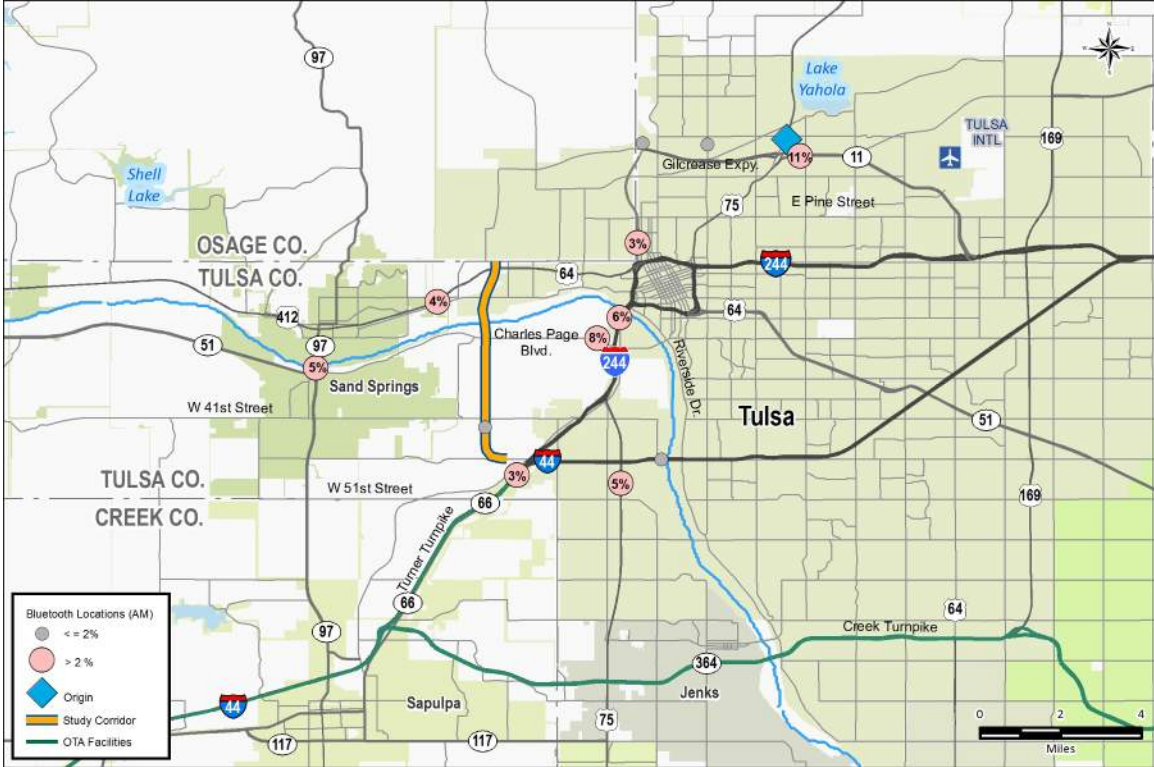 N
97
Lake
Yahola
TULSA
INTL
169
11%
11
Gilcrease Expy.
Shell
Lake
E Pine Street
75
OSAGE CO.
TULSA CO.
3%
244
64
4%
412
64
6%
51
97
Charles Page
Blvd.
8%
244
5%
Sand Springs
Riverside Dr.
W 41st Street
Tulsa
51
44
TULSA CO.
CREEK CO.
W 51st Street
3%
5%
66
169
Turner Turnpike
66
64
97
Creek Turnpike
364
Jenks
Sapulpa
44
75
117
117
Bluetooth Locations (AM)
< = 2%
> 2 %
Origin
Study Corridor
OTA Facilities
0 2 4
Miles